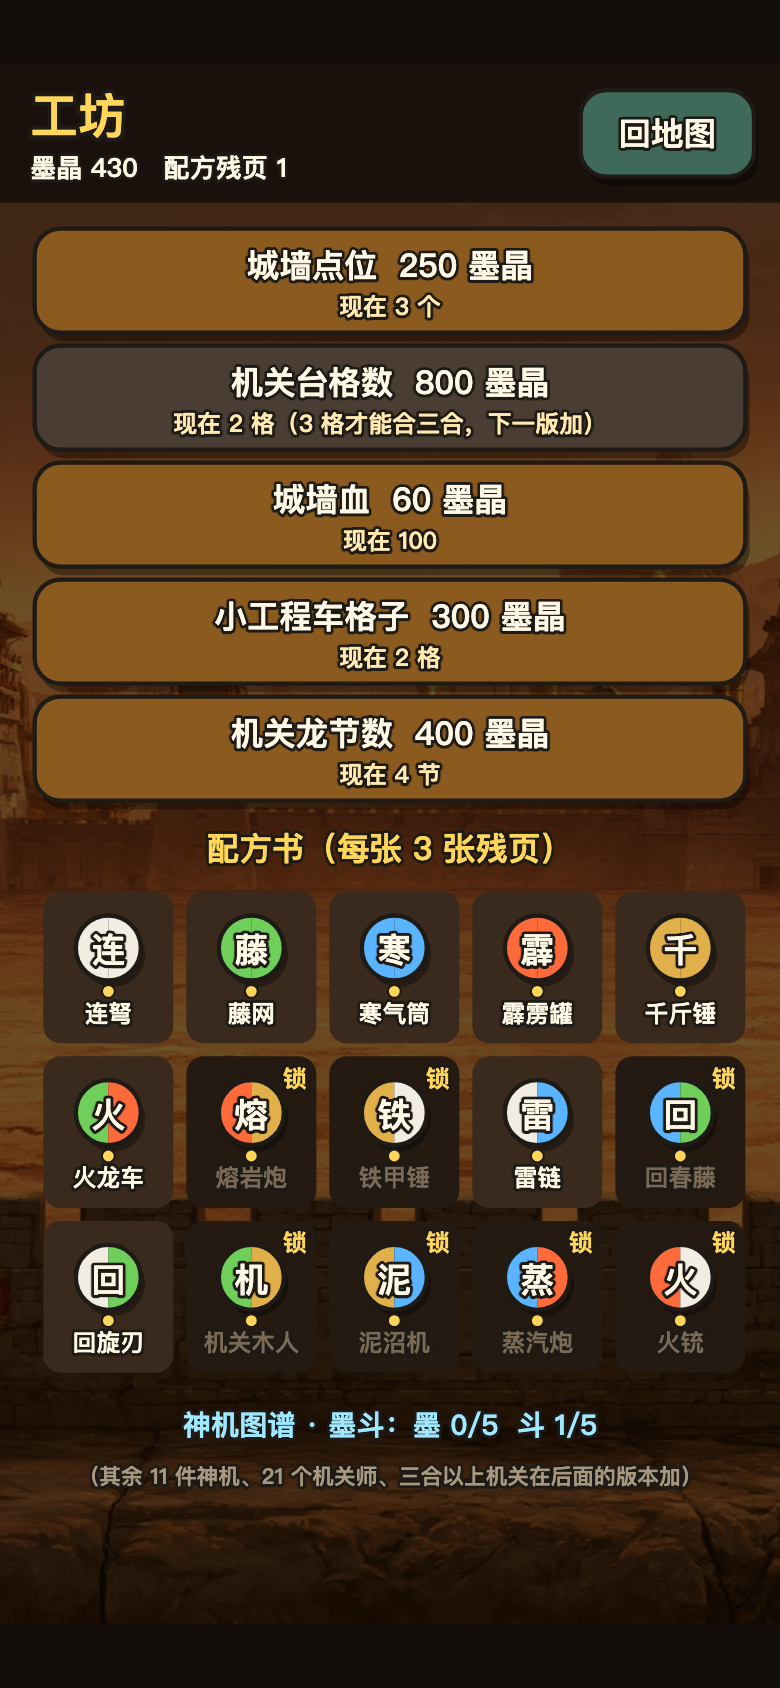 工坊
回地图
墨晶 430 配方残页 1
城墙点位 250 墨晶
现在 3 个
机关台格数 800 墨晶
现在 2 格（3 格才能合三合，下一版加）
城墙血 60 墨晶
现在 100
小工程车格子 300 墨晶
现在 2 格
机关龙节数 400 墨晶
现在 4 节
配方书（每张 3 张残页）
连 藤 寒 霹 千
连弩 藤网 寒气筒 霹雳罐 千斤锤
锁 锁 锁
火 熔 铁 雷 回
火龙车 熔岩炮 铁甲锤 雷链 回春藤
锁 锁 锁 锁
回 机 泥 蒸 火
回旋刃 机关木人 泥沼机 蒸汽炮 火铳
神机图谱 · 墨斗：墨 0/5 斗 1/5
（其余 11 件神机、21 个机关师、三合以上机关在后面的版本加）